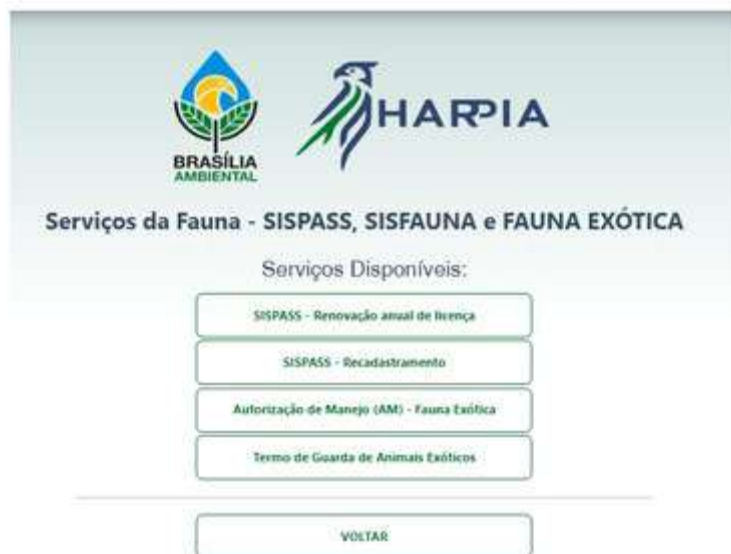 BRASÍLIA
AMBIENTAL
HARPIA
Serviços da Fauna - SISPASS, SISFAUNA e FAUNA EXÓTICA
Serviços Disponíveis:
SISPASS - Renovação anual de licença
SISPASS - Recadastramento
Autorização de Manejo (AM) - Fauna Exótica
Termo de Guarda de Animais Exóticos
VOLTAR